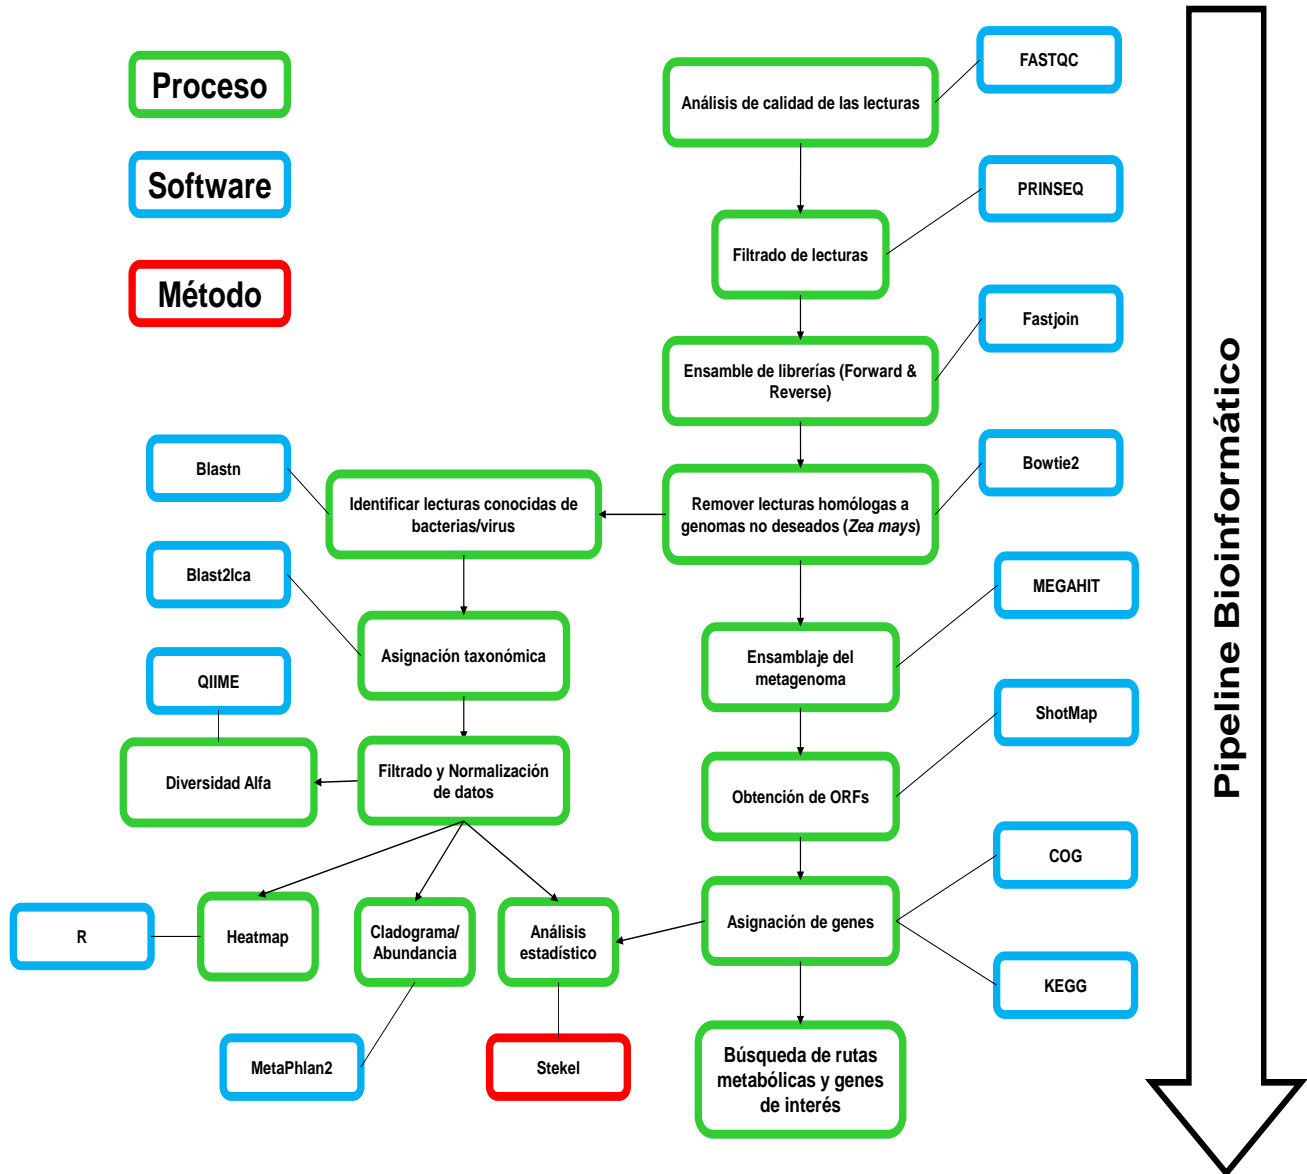 Proceso
Software
Método
FASTQC
Análisis de calidad de las lecturas
PRINSEQ
Filtrado de lecturas
Fastjoin
Ensamble de librerías (Forward &
Reverse)
Bowtie2
Remover lecturas homólogas a
genomas no deseados (Zea mays)
Blastn
Identificar lecturas conocidas de
bacterias/virus
Blast2lca
Asignación taxonómica
MEGAHIT
Ensamblaje del
metagenoma
QIIME
Diversidad Alfa
Filtrado y Normalización
de datos
ShotMap
Obtención de ORFs
COG
Asignación de genes
KEGG
R
Heatmap
Cladograma/
Abundancia
Análisis
estadístico
MetaPhlan2
Stekel
Búsqueda de rutas
metabólicas y genes
de interés
Pipeline Bioinformático